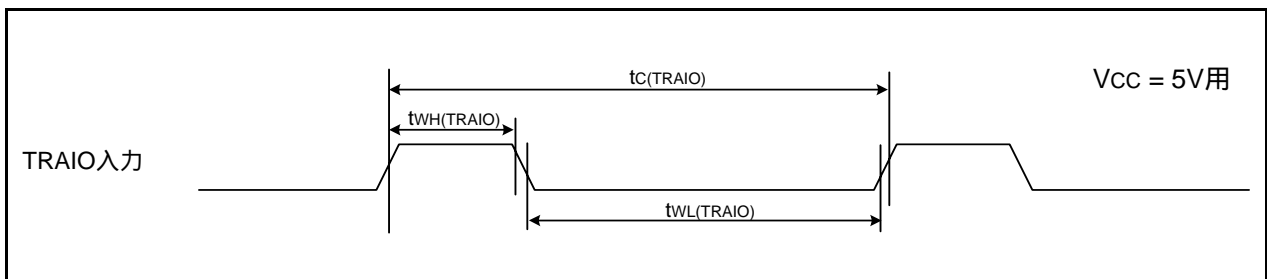 tC(TRAIO)
VCC = 5V用
tWH(TRAIO)
TRAIO入力
tWL(TRAIO)